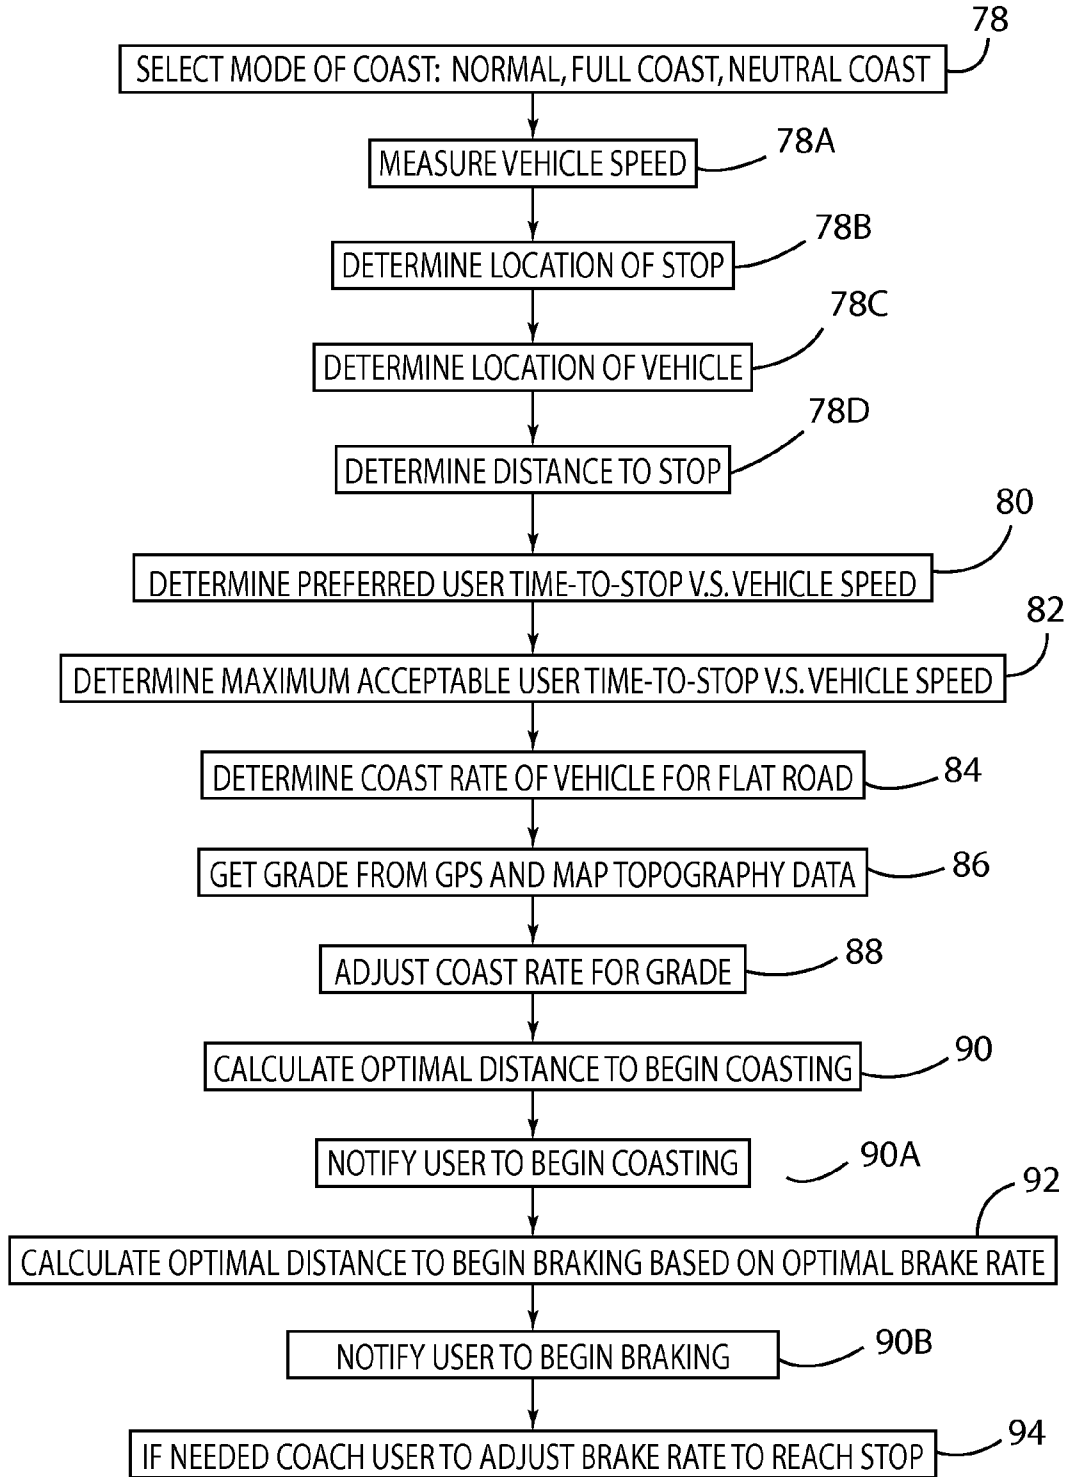 78
SELECT MODE OF COAST: NORMAL, FULL COAST, NEUTRAL COAST
78A
MEASURE VEHICLE SPEED
78B
DETERMINE LOCATION OF STOP
78C
DETERMINE LOCATION OF VEHICLE
78D
DETERMINE DISTANCE TO STOP
80
DETERMINE PREFERRED USER TIME-TO-STOP V.S. VEHICLE SPEED
82
DETERMINE MAXIMUM ACCEPTABLE USER TIME-TO-STOP V.S. VEHICLE SPEED
DETERMINE COAST RATE OF VEHICLE FOR FLAT ROAD
84
GET GRADE FROM GPS AND MAP TOPOGRAPHY DATA
86
ADJUST COAST RATE FOR GRADE
88
CALCULATE OPTIMAL DISTANCE TO BEGIN COASTING
90
NOTIFY USER TO BEGIN COASTING
90A
92
CALCULATE OPTIMAL DISTANCE TO BEGIN BRAKING BASED ON OPTIMAL BRAKE RATE
NOTIFY USER TO BEGIN BRAKING
90B
IF NEEDED COACH USER TO ADJUST BRAKE RATE TO REACH STOP
94